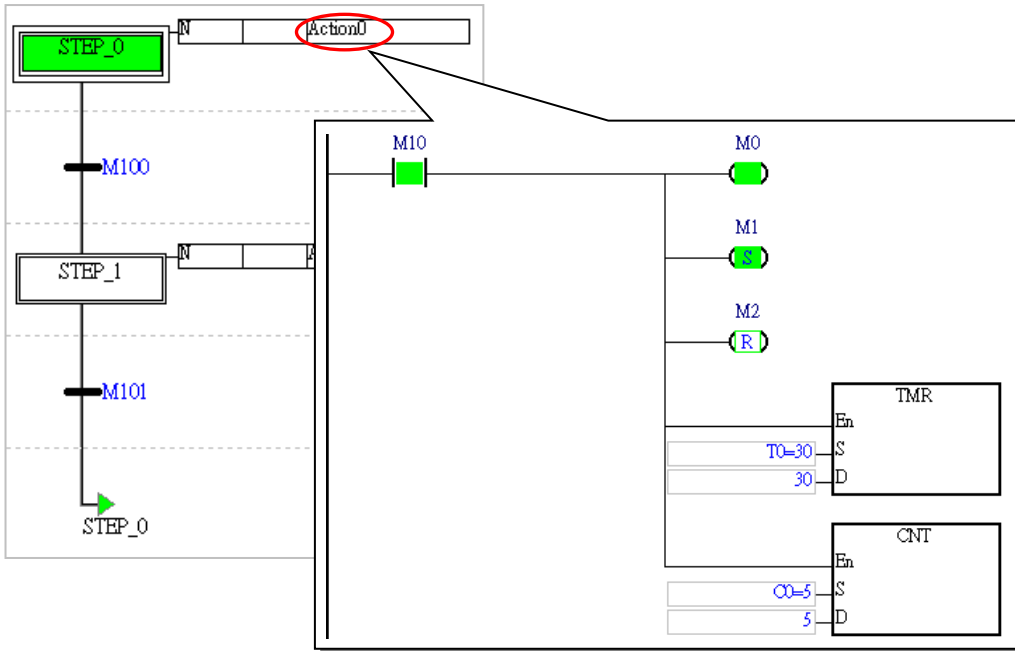 N Action0
STEP_0
M100
N A
STEP_1
M101
STEP_0
M10 M0
M1
S
M2
R
TMR
En
T0=30 S
30 D
CNT
En
C0=5 S
5 D